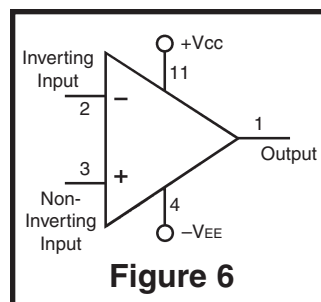 Inverting
Input
2
−
+Vcc
11
1
Output
3
+
Non-
Inverting
Input
4
−VEE
Figure 6